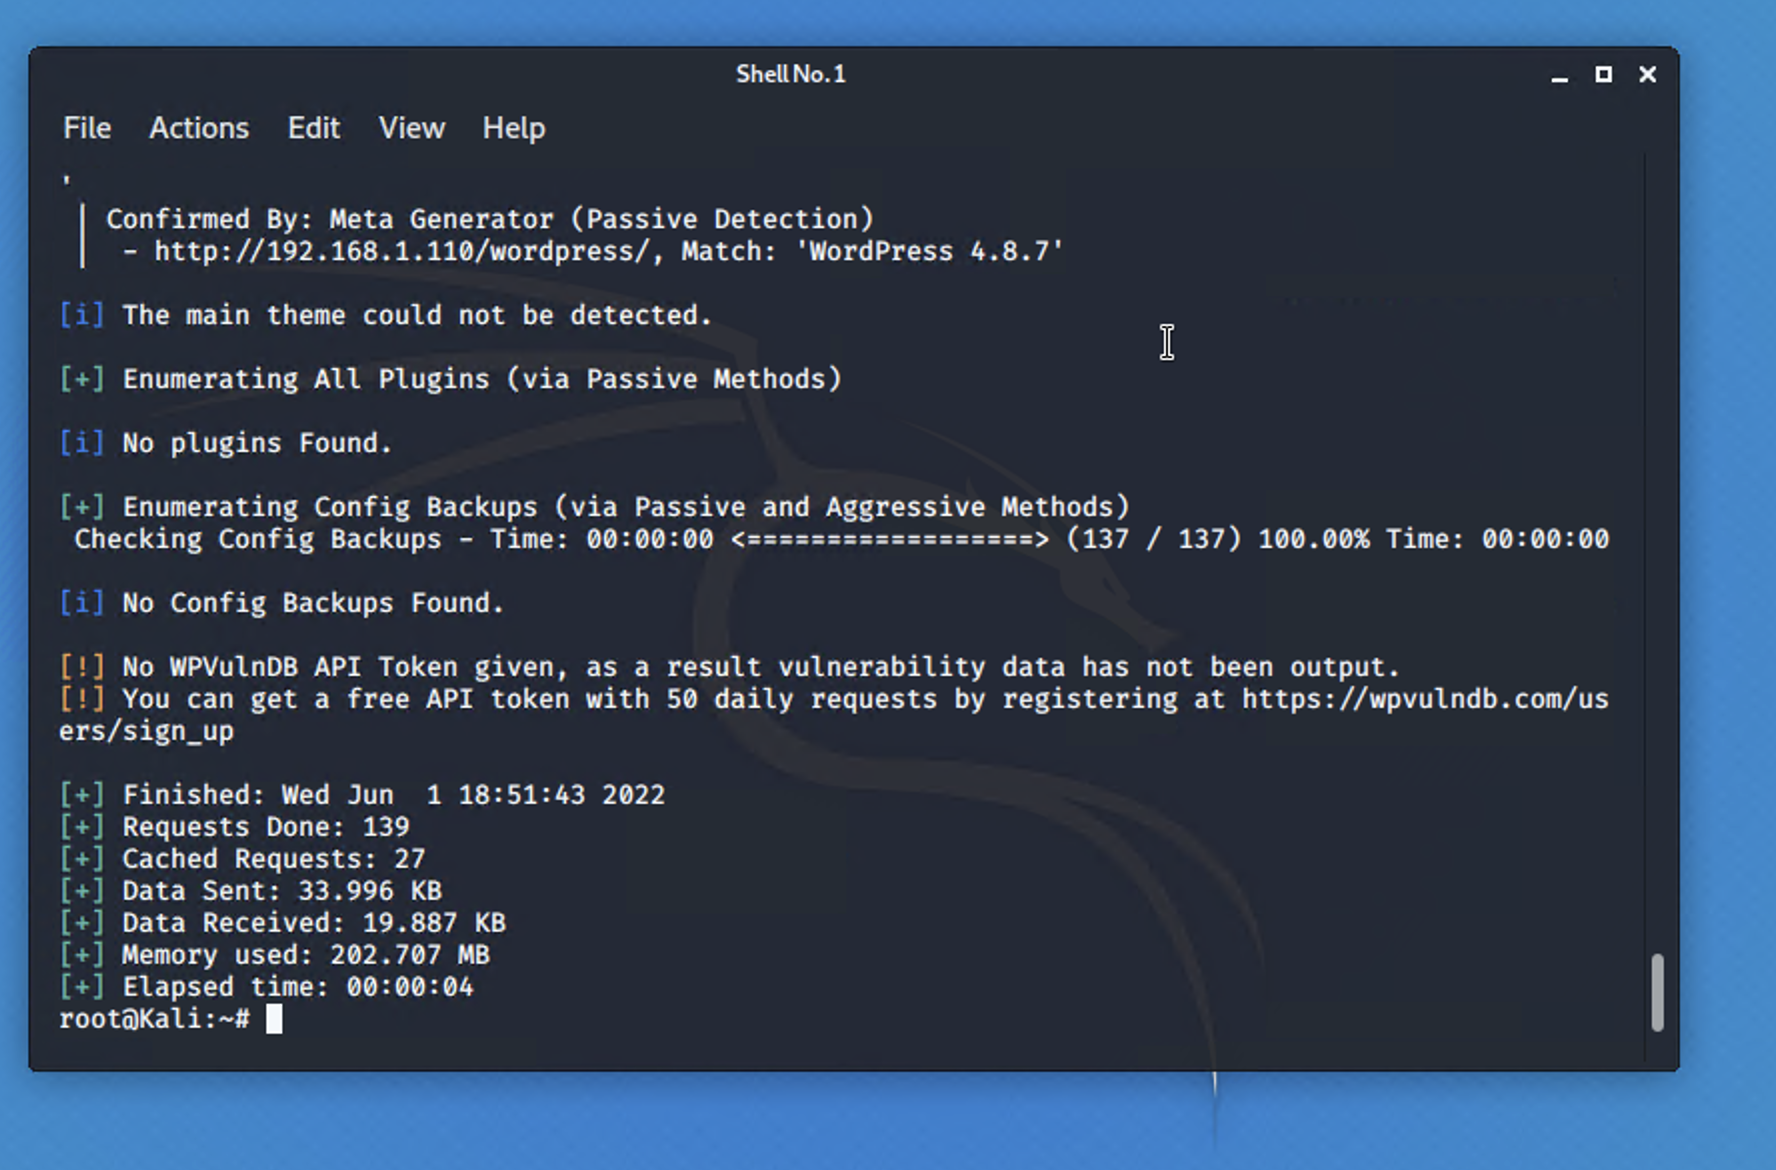 Shell No.1
File Actions Edit View Help
'
| Confirmed By: Meta Generator (Passive Detection)
|  - http://192.168.1.110/wordpress/, Match: 'WordPress 4.8.7'
[i] The main theme could not be detected.
[+] Enumerating All Plugins (via Passive Methods)
[i] No plugins Found.
[+] Enumerating Config Backups (via Passive and Aggressive Methods)
Checking Config Backups - Time: 00:00:00 <==================> (137 / 137) 100.00% Time: 00:00:00
[i] No Config Backups Found.
[!] No WPVulnDB API Token given, as a result vulnerability data has not been output.
[!] You can get a free API token with 50 daily requests by registering at https://wpvulndb.com/us
ers/sign_up
[+] Finished: Wed Jun  1 18:51:43 2022
[+] Requests Done: 139
[+] Cached Requests: 27
[+] Data Sent: 33.996 KB
[+] Data Received: 19.887 KB
[+] Memory used: 202.707 MB
[+] Elapsed time: 00:00:04
root@Kali:~#